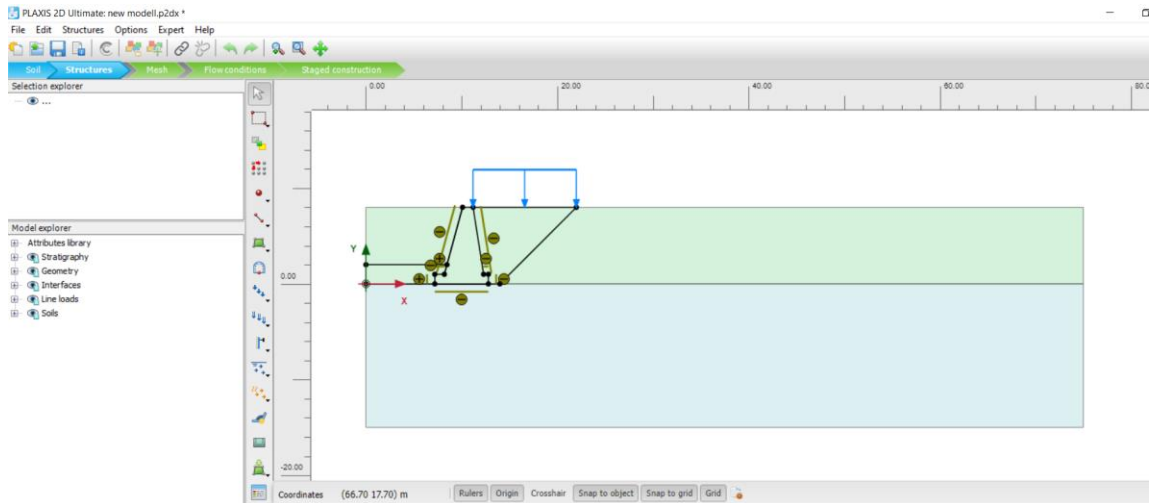 PLAXIS 2D Ultimate: new modell.p2dx *
File Edit Structures Options Expert Help
Soil Structures Mesh Flow conditions Staged construction
Selection explorer
...
0.00 20.00 40.00 60.00 80.0
Model explorer
Attributes library
Stratigraphy
Geometry
Interfaces
Line loads
Soils
Y
0.00
X
-20.00
Coordinates (66.70 17.70) m Rulers Origin Crosshair Snap to object Snap to grid Grid